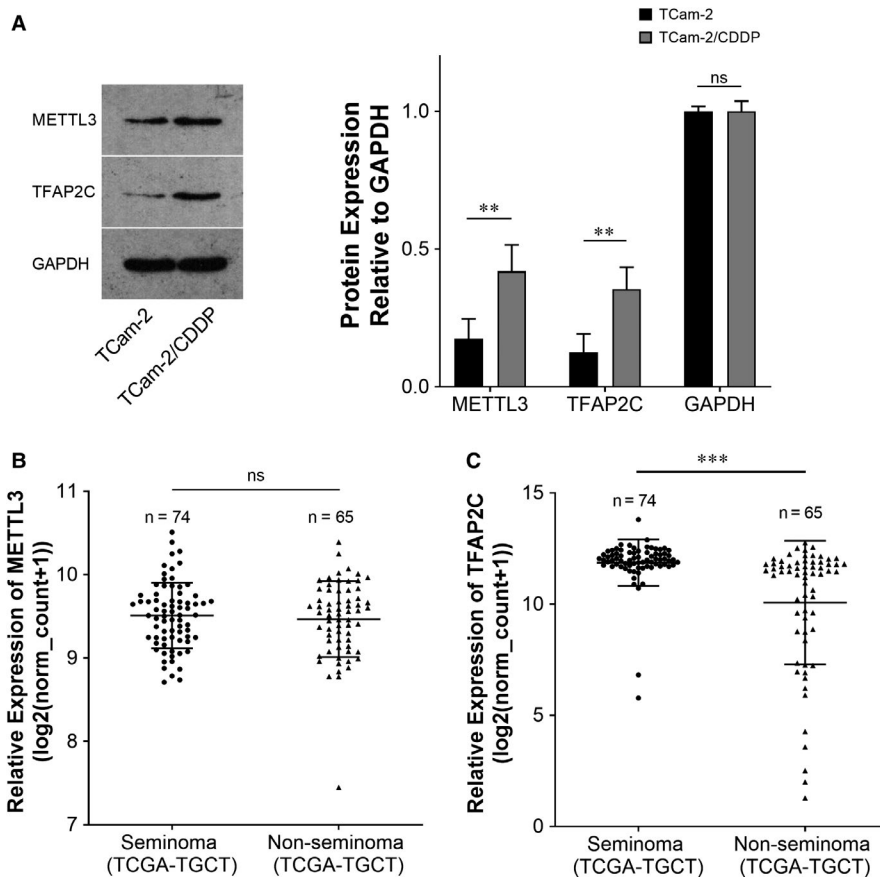 A
METTL3
TFAP2C
GAPDH
TCam-2
TCam-2/CDDP
TCam-2
TCam-2/CDDP
Protein Expression
Relative to GAPDH
1.0
0.5
0.0
**
**
ns
METTL3
TFAP2C
GAPDH
B
Relative Expression of METTL3
(log2(norm_count+1))
11
10
9
8
7
ns
n = 74
n = 65
Seminoma
(TCGA-TGCT)
Non-seminoma
(TCGA-TGCT)
C
Relative Expression of TFAP2C
(log2(norm_count+1))
15
10
5
0
***
n = 74
n = 65
Seminoma
(TCGA-TGCT)
Non-seminoma
(TCGA-TGCT)